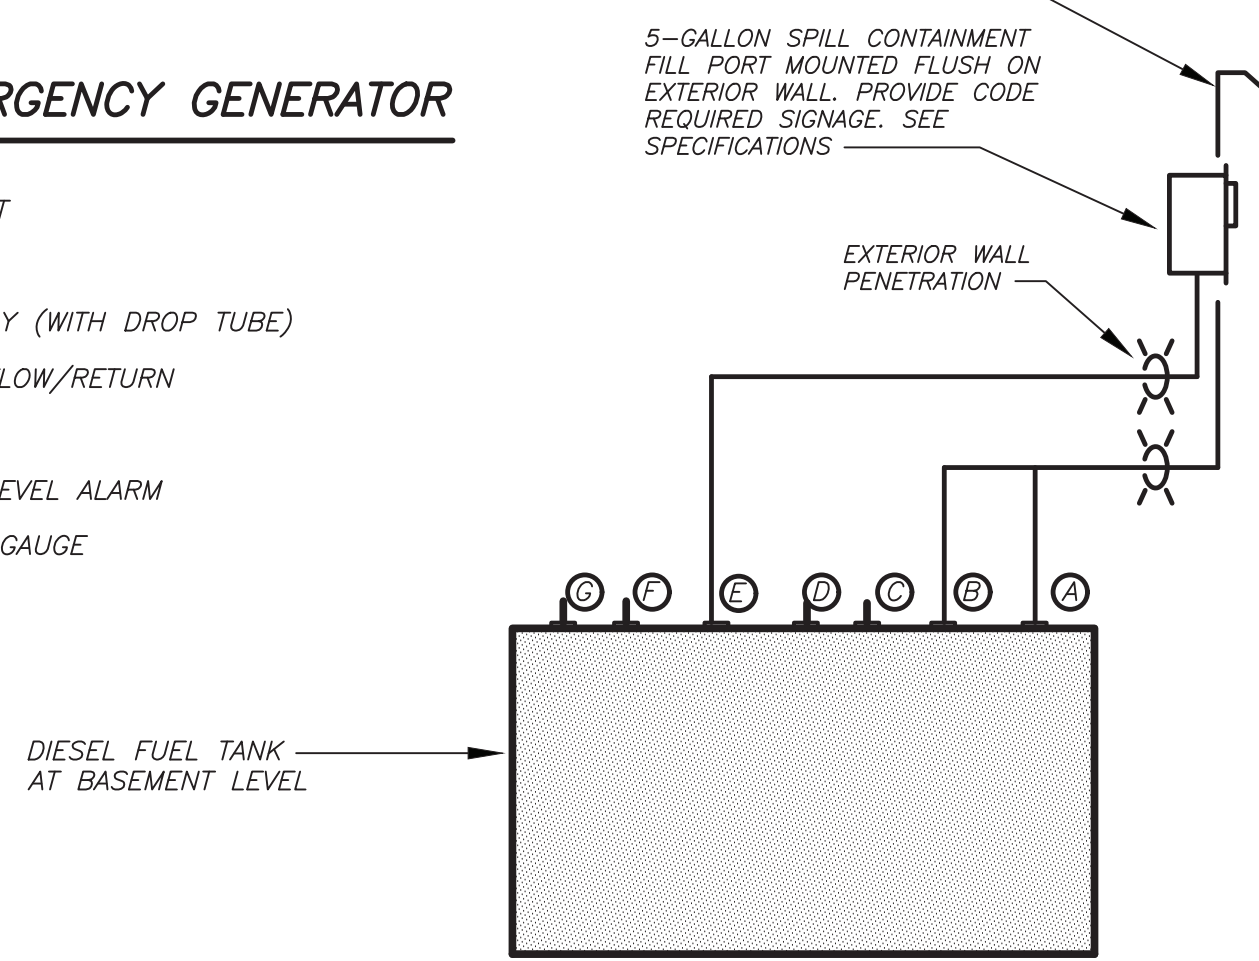 RGENCY GENERATOR
5-GALLON SPILL CONTAINMENT
FILL PORT MOUNTED FLUSH ON
EXTERIOR WALL. PROVIDE CODE
REQUIRED SIGNAGE. SEE
SPECIFICATIONS
T
EXTERIOR WALL
PENETRATION
Y (WITH DROP TUBE)
LOW/RETURN
EVEL ALARM
GAUGE
G F E D C B A
DIESEL FUEL TANK
AT BASEMENT LEVEL